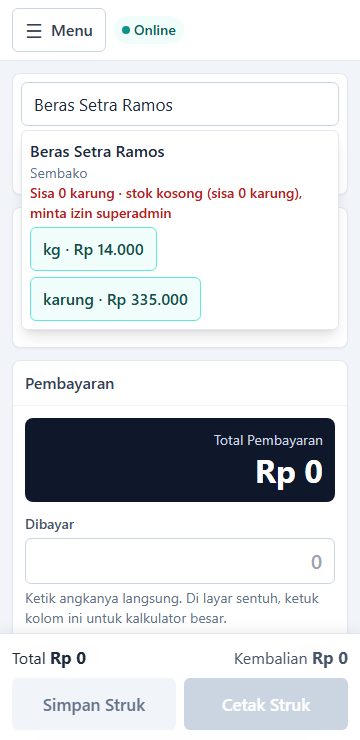 ☰ Menu
Online
Beras Setra Ramos
Beras Setra Ramos
Sembako
Sisa 0 karung · stok kosong (sisa 0 karung),
minta izin superadmin
kg · Rp 14.000
karung · Rp 335.000
Pembayaran
Total Pembayaran
Rp 0
Dibayar
0
Ketik angkanya langsung. Di layar sentuh, ketuk
kolom ini untuk kalkulator besar.
Total Rp 0
Kembalian Rp 0
Simpan Struk
Cetak Struk